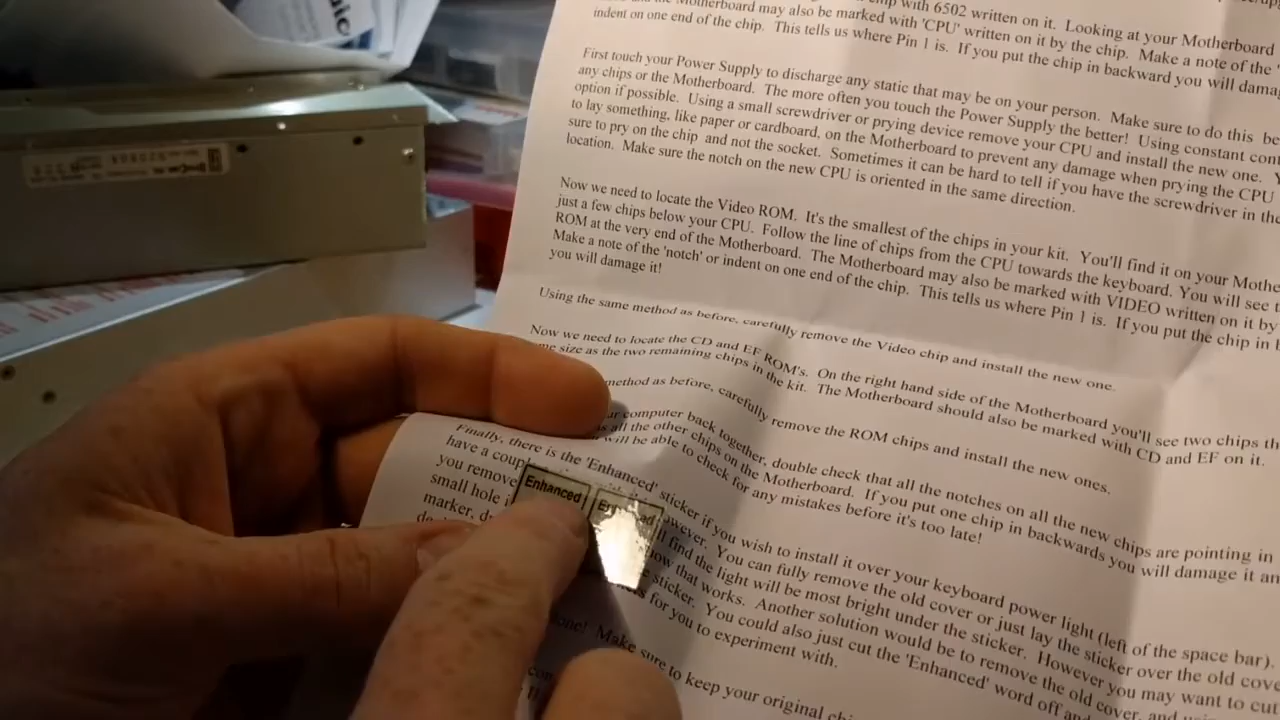 chip with 6502 written on it. Looking at your Motherboard
Motherboard may also be marked with 'CPU' written on it by the chip. Make a note of the
indent on one end of the chip. This tells us where Pin 1 is. If you put the chip in backward you will
First touch your Power Supply to discharge any static that may be on your person. Make sure to do this
any chips or the Motherboard. The more often you touch the Power Supply the better! Using constant
option if possible. Using a small screwdriver or prying device remove your CPU and install the new one.
to lay something, like paper or cardboard, on the Motherboard to prevent any damage when prying the CPU
sure to pry on the chip and not the socket. Sometimes it can be hard to tell if you have the screwdriver in the
location. Make sure the notch on the new CPU is oriented in the same direction.
Now we need to locate the Video ROM. It's the smallest of the chips in your kit. You'll find it on your
just a few chips below your CPU. Follow the line of chips from the CPU towards the keyboard. You will see
ROM at the very end of the Motherboard. The Motherboard may also be marked with VIDEO written on it by
Make a note of the 'notch' or indent on one end of the chip. This tells us where Pin 1 is. If you put the chip in
you will damage it!
Using the same method as before, carefully remove the Video chip and install the new one.
Now we need to locate the CD and EF ROM's. On the right hand side of the Motherboard you'll see two chips
size as the two remaining chips in the kit. The Motherboard should also be marked with CD and EF on it.
method as before, carefully remove the ROM chips and install the new ones.
computer back together, double check that all the notches on all the new chips are pointing in
all the other chips on the Motherboard. If you put one chip in backwards you will damage it
will be able to check for any mistakes before it's too late!
Finally, there is the 'Enhanced' sticker if you wish to install it over your keyboard power light (left of the space bar).
have a You can fully remove the old cover or just lay the sticker over the old
you remove find the light will be most bright under the sticker. However you may want to cut
small hole that works. Another solution would be to remove the old cover, and
marker, sticker. You could also just cut the 'Enhanced' word off and
for you to experiment with.
Make sure to keep your original
Enhanced